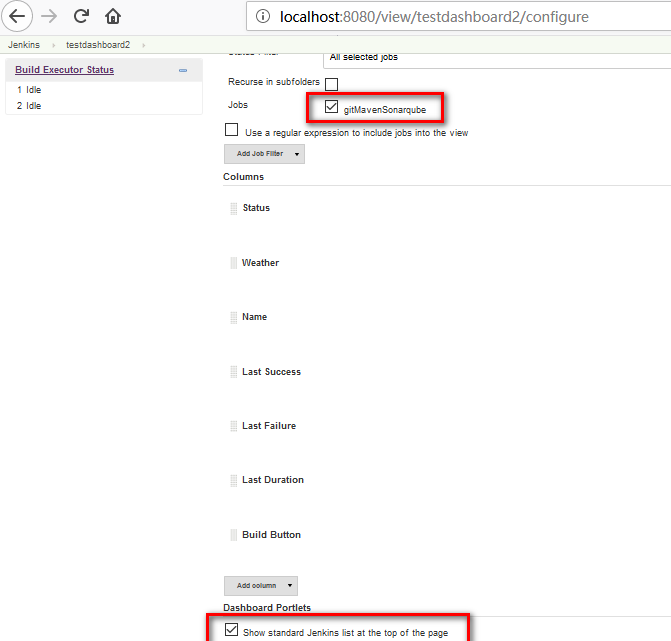 localhost:8080/view/testdashboard2/configure
Jenkins testdashboard2
Build Executor Status
1 Idle
2 Idle
All selected jobs
Recurse in subfolders
Jobs
gitMavenSonarqube
Use a regular expression to include jobs into the view
Add Job Filter
Columns
Status
Weather
Name
Last Success
Last Failure
Last Duration
Build Button
Add column
Dashboard Portlets
Show standard Jenkins list at the top of the page